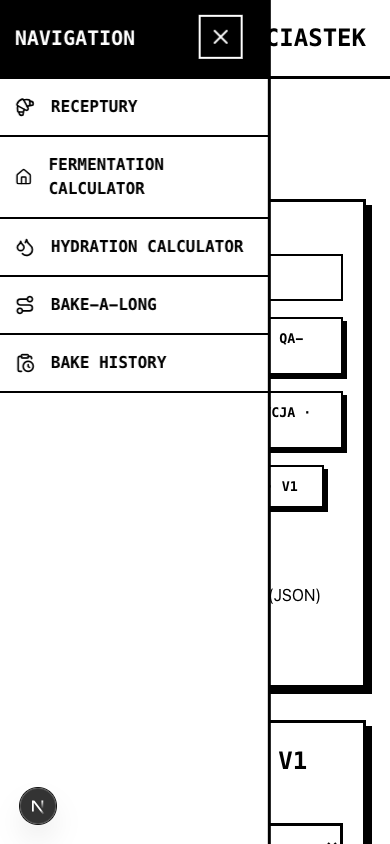 NAVIGATION
CIASTEK
RECEPTURY
FERMENTATION
CALCULATOR
HYDRATION CALCULATOR
BAKE-A-LONG
BAKE HISTORY
QA-
CJA ·
V1
(JSON)
V1
N